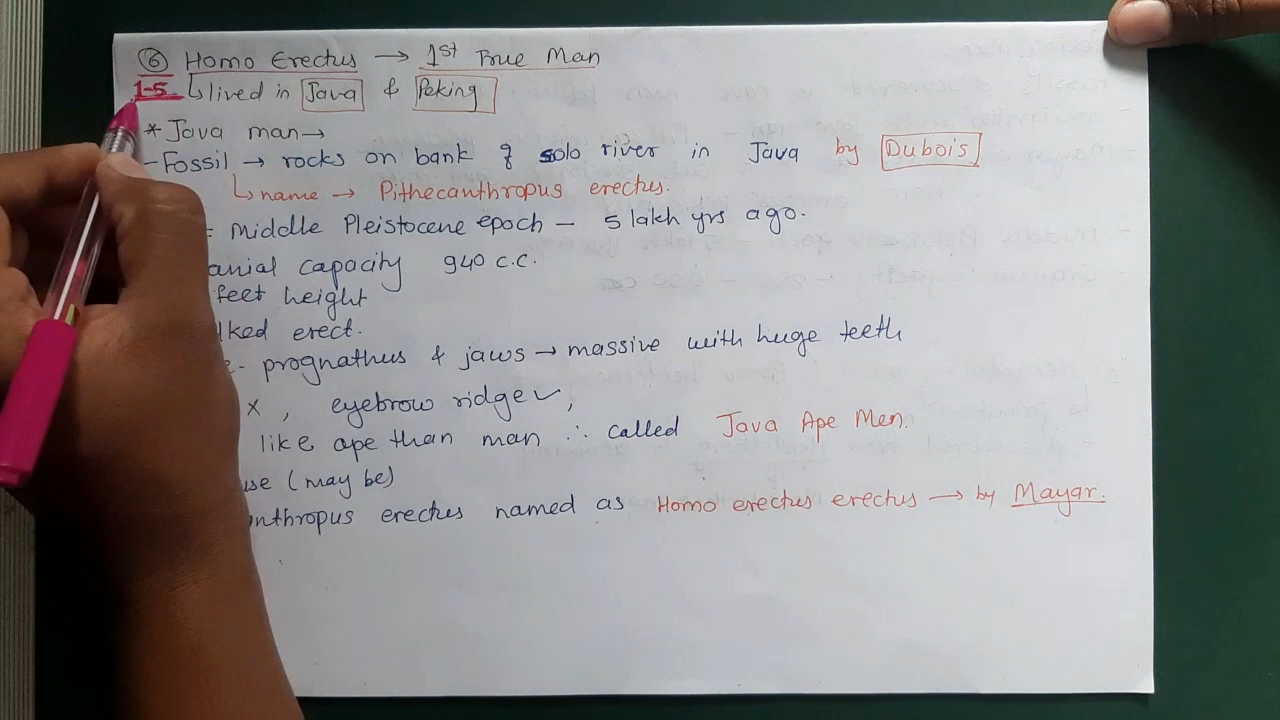 ⑥ Homo Erectus → 1st True Man
1-5 ↳ lived in Java & Peking
* Java man →
- Fossil → rocks on bank of solo river in Java by Dubois
↳ name → Pithecanthropus erectus.
middle Pleistocene epoch – 5 lakh yrs ago.
anial capacity 940 c.c.
feet height
lked erect.
prognathus & jaws → massive with huge teeth
x , eyebrow ridge ✓,
like ape than man ∴ called Java Ape Men.
use (may be)
nthropus erectus named as Homo erectus erectus → by Mayar.